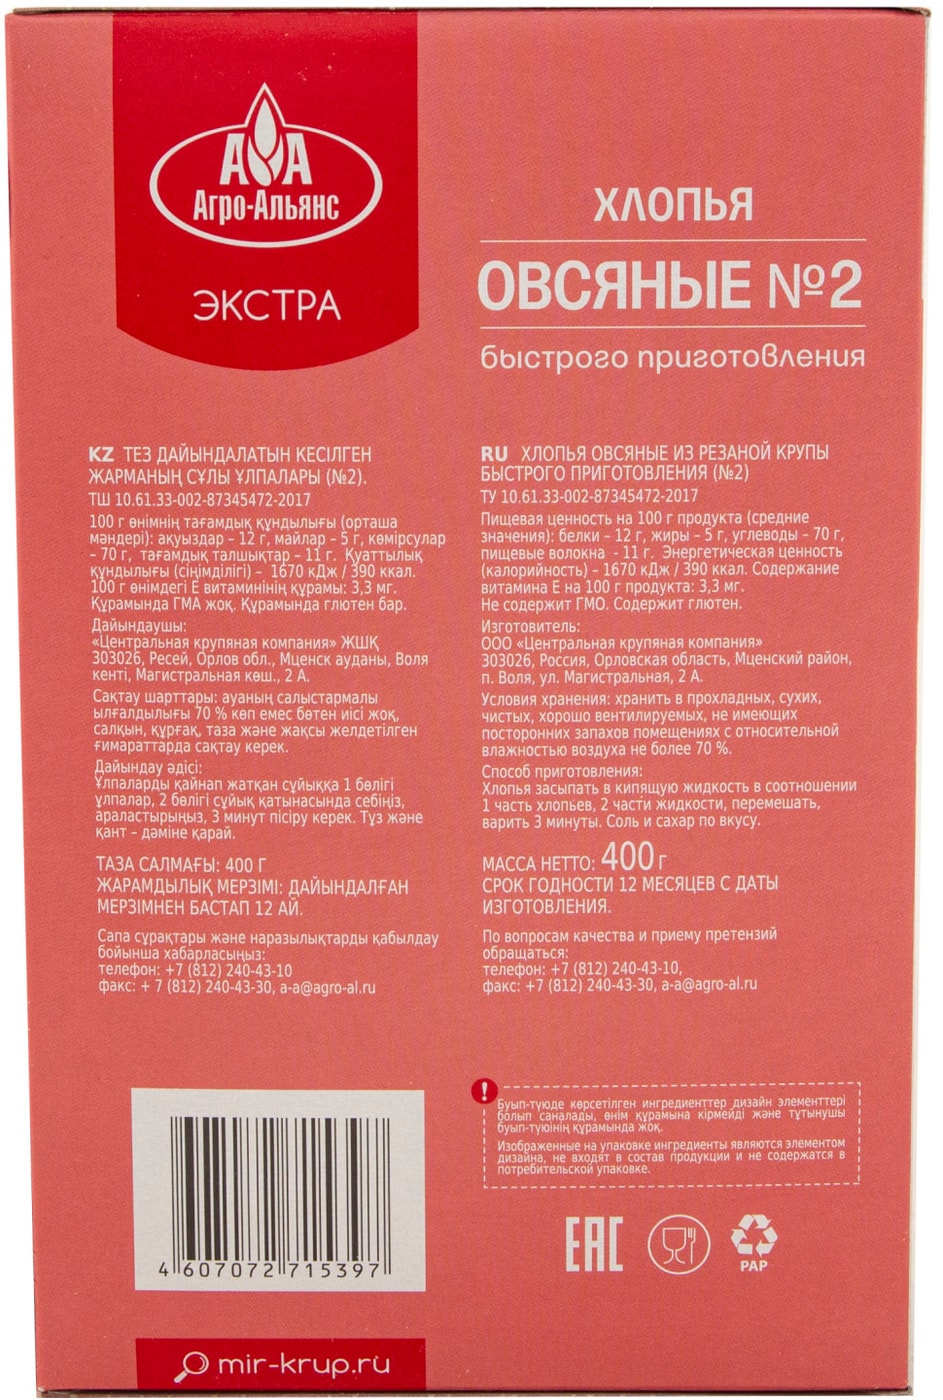 АА
Агро-Альянс
ЭКСТРА
ХЛОПЬЯ
ОВСЯНЫЕ №2
быстрого приготовления
KZ ТЕЗ ДАЙЫНДАЛАТЫН КЕСІЛГЕН
ЖАРМАНЫҢ СҰЛЫ ҰЛПАЛАРЫ (№2).
ТШ 10.61.33-002-87345472-2017
100 г өнімнің тағамдық құндылығы (орташа
мәндері): ақуыздар – 12 г, майлар – 5 г, көмірсулар
– 70 г, тағамдық талшықтар – 11 г. Қуаттылық
құндылығы (сіңімділігі) – 1670 кДж / 390 ккал.
100 г өнімдегі Е витаминінің құрамы: 3,3 мг.
Құрамында ГМА жоқ. Құрамында глютен бар.
Дайындаушы:
«Центральная крупяная компания» ЖШҚ
303026, Ресей, Орлов обл., Мценск ауданы, Воля
кенті, Магистральная көш., 2 А.
Сақтау шарттары: ауаның салыстармалы
ылғалдылығы 70 % көп емес бөтен иісі жоқ,
салқын, құрғақ, таза және жақсы желдетілген
ғимараттарда сақтау керек.
Дайындау әдісі:
Ұлпаларды қайнап жатқан сұйыққа 1 бөлігі
ұлпалар, 2 бөлігі сұйық қатынасында себіңіз,
араластырыңыз, 3 минут пісіру керек. Тұз және
қант – дәміне қарай.
ТАЗА САЛМАҒЫ: 400 Г
ЖАРАМДЫЛЫҚ МЕРЗІМІ: ДАЙЫНДАЛҒАН
МЕРЗІМНЕН БАСТАП 12 АЙ.
Сапа сұрақтары және наразылықтарды қабылдау
бойынша хабарласыңыз:
телефон: +7 (812) 240-43-10
факс: + 7 (812) 240-43-30, a-a@agro-al.ru
RU ХЛОПЬЯ ОВСЯНЫЕ ИЗ РЕЗАНОЙ КРУПЫ
БЫСТРОГО ПРИГОТОВЛЕНИЯ (№2)
ТУ 10.61.33-002-87345472-2017
Пищевая ценность на 100 г продукта (средние
значения): белки – 12 г, жиры – 5 г, углеводы – 70 г,
пищевые волокна - 11 г. Энергетическая ценность
(калорийность) – 1670 кДж / 390 ккал. Содержание
витамина Е на 100 г продукта: 3,3 мг.
Не содержит ГМО. Содержит глютен.
Изготовитель:
ООО «Центральная крупяная компания»
303026, Россия, Орловская область, Мценский район,
п. Воля, ул. Магистральная, 2 А.
Условия хранения: хранить в прохладных, сухих,
чистых, хорошо вентилируемых, не имеющих
посторонних запахов помещениях с относительной
влажностью воздуха не более 70 %.
Способ приготовления:
Хлопья засыпать в кипящую жидкость в соотношении
1 часть хлопьев, 2 части жидкости, перемешать,
варить 3 минуты. Соль и сахар по вкусу.
МАССА НЕТТО: 400 г
СРОК ГОДНОСТИ 12 МЕСЯЦЕВ С ДАТЫ
ИЗГОТОВЛЕНИЯ.
По вопросам качества и приему претензий
обращаться:
телефон: +7 (812) 240-43-10,
факс: +7 (812) 240-43-30, a-a@agro-al.ru
!
Буып-түюде көрсетілген ингредиенттер дизайн элементтері
болып саналады, өнім құрамына кірмейді және тұтынушы
буып-түюінің құрамында жоқ.
Изображенные на упаковке ингредиенты являются элементом
дизайна, не входят в состав продукции и не содержатся в
потребительской упаковке.
4 607072 715397
EAC
PAP
mir-krup.ru